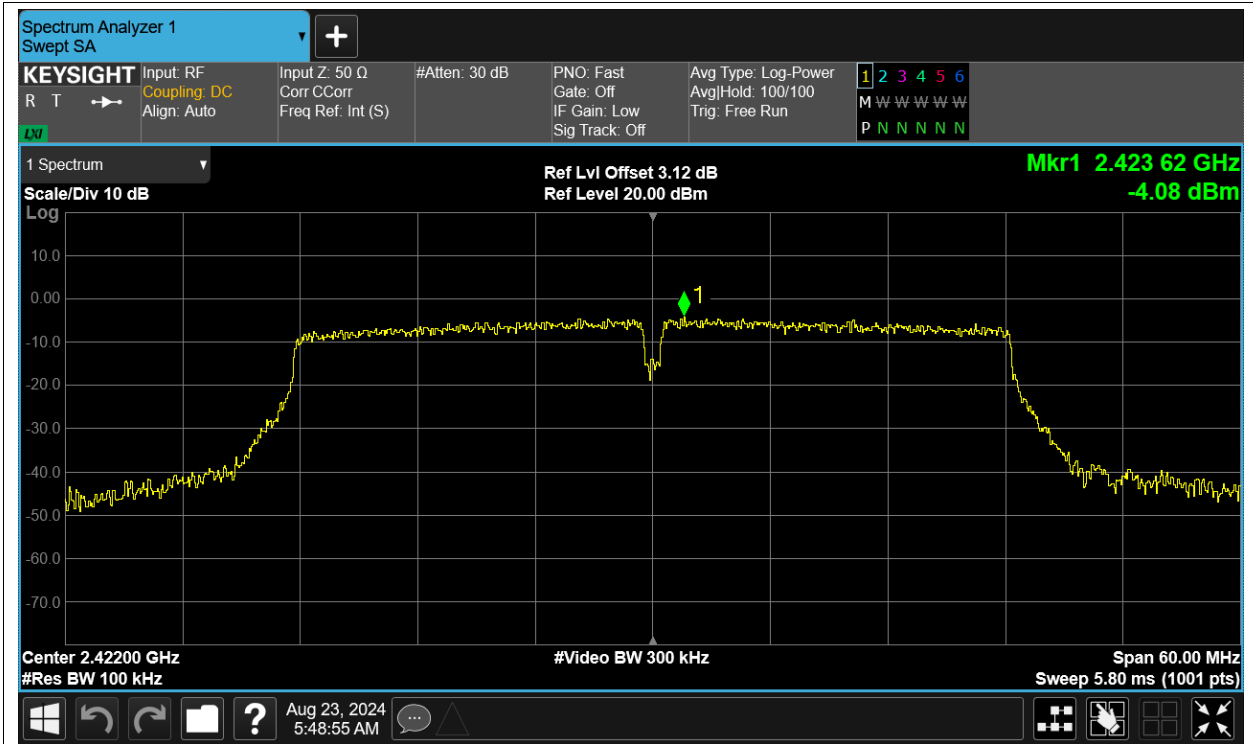 Spectrum Analyzer 1
Swept SA
KEYSIGHT
R T
LXI
Input: RF
Coupling: DC
Align: Auto
Input Z: 50 Ω
Corr CCorr
Freq Ref: Int (S)
#Atten: 30 dB
PNO: Fast
Gate: Off
IF Gain: Low
Sig Track: Off
Avg Type: Log-Power
Avg|Hold: 100/100
Trig: Free Run
1 2 3 4 5 6
M W W W W W
P N N N N N
1 Spectrum
Scale/Div 10 dB
Log
Ref Lvl Offset 3.12 dB
Ref Level 20.00 dBm
Mkr1 2.423 62 GHz
-4.08 dBm
10.0
0.00
-10.0
-20.0
-30.0
-40.0
-50.0
-60.0
-70.0
1
Center 2.42200 GHz
#Res BW 100 kHz
#Video BW 300 kHz
Span 60.00 MHz
Sweep 5.80 ms (1001 pts)
?
Aug 23, 2024
5:48:55 AM